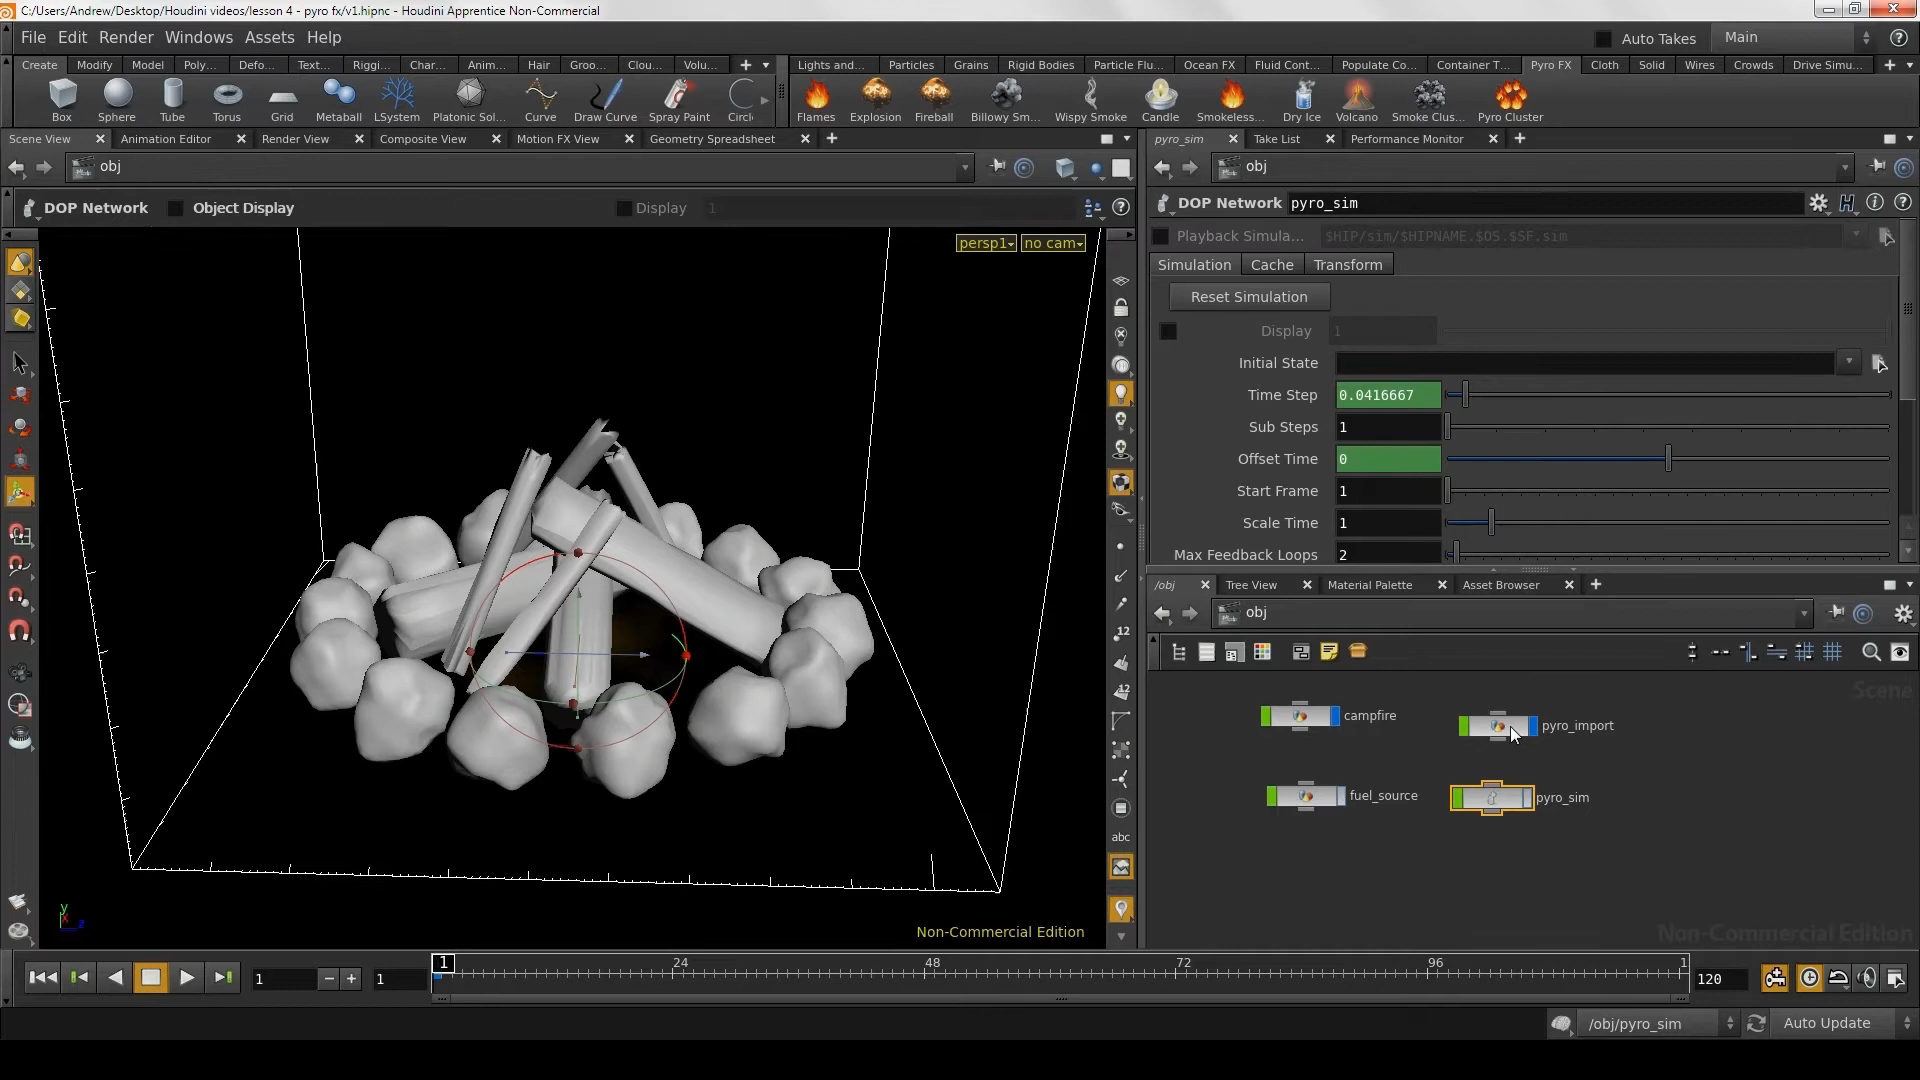 C:/Users/Andrew/Desktop/Houdini videos/lesson 4 - pyro fx/v1.hipnc - Houdini Apprentice Non-Commercial
File Edit Render Windows Assets Help
Auto Takes Main
Create Modify Model Poly... Defo... Text... Riggi... Char... Anim... Hair Groo... Clou... Volu...
Lights and... Particles Grains Rigid Bodies Particle Flu... Ocean FX Fluid Cont... Populate Co... Container T... Pyro FX Cloth Solid Wires Crowds Drive Simu...
Box Sphere Tube Torus Grid Metaball LSystem Platonic Sol... Curve Draw Curve Spray Paint Circl
Flames Explosion Fireball Billowy Sm... Wispy Smoke Candle Smokeless... Dry Ice Volcano Smoke Clus... Pyro Cluster
Scene View Animation Editor Render View Composite View Motion FX View Geometry Spreadsheet
pyro_sim Take List Performance Monitor
obj
obj
DOP Network Object Display Display 1
DOP Network pyro_sim
persp1 no cam
Playback Simula... $HIP/sim/$HIPNAME.$OS.$SF.sim
Simulation Cache Transform
Reset Simulation
Display 1
Initial State
Time Step 0.0416667
Sub Steps 1
Offset Time 0
Start Frame 1
Scale Time 1
Max Feedback Loops 2
/obj Tree View Material Palette Asset Browser
obj
Scene
campfire
pyro_import
fuel_source
pyro_sim
12
12
abc
y
x
z
Non-Commercial Edition
Non-Commercial Edition
1 1 1 24 48 72 96 1 120
/obj/pyro_sim Auto Update